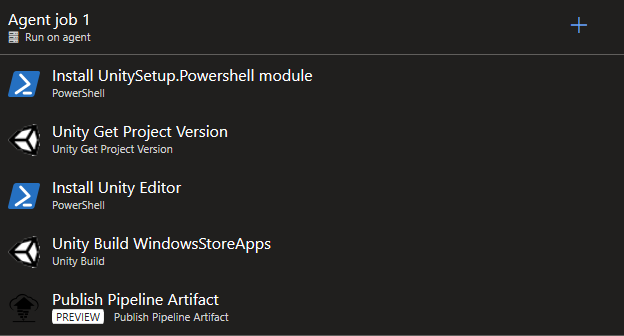 Agent job 1
Run on agent
Install UnitySetup.Powershell module
PowerShell
Unity Get Project Version
Unity Get Project Version
Install Unity Editor
PowerShell
Unity Build WindowsStoreApps
Unity Build
Publish Pipeline Artifact
PREVIEW Publish Pipeline Artifact